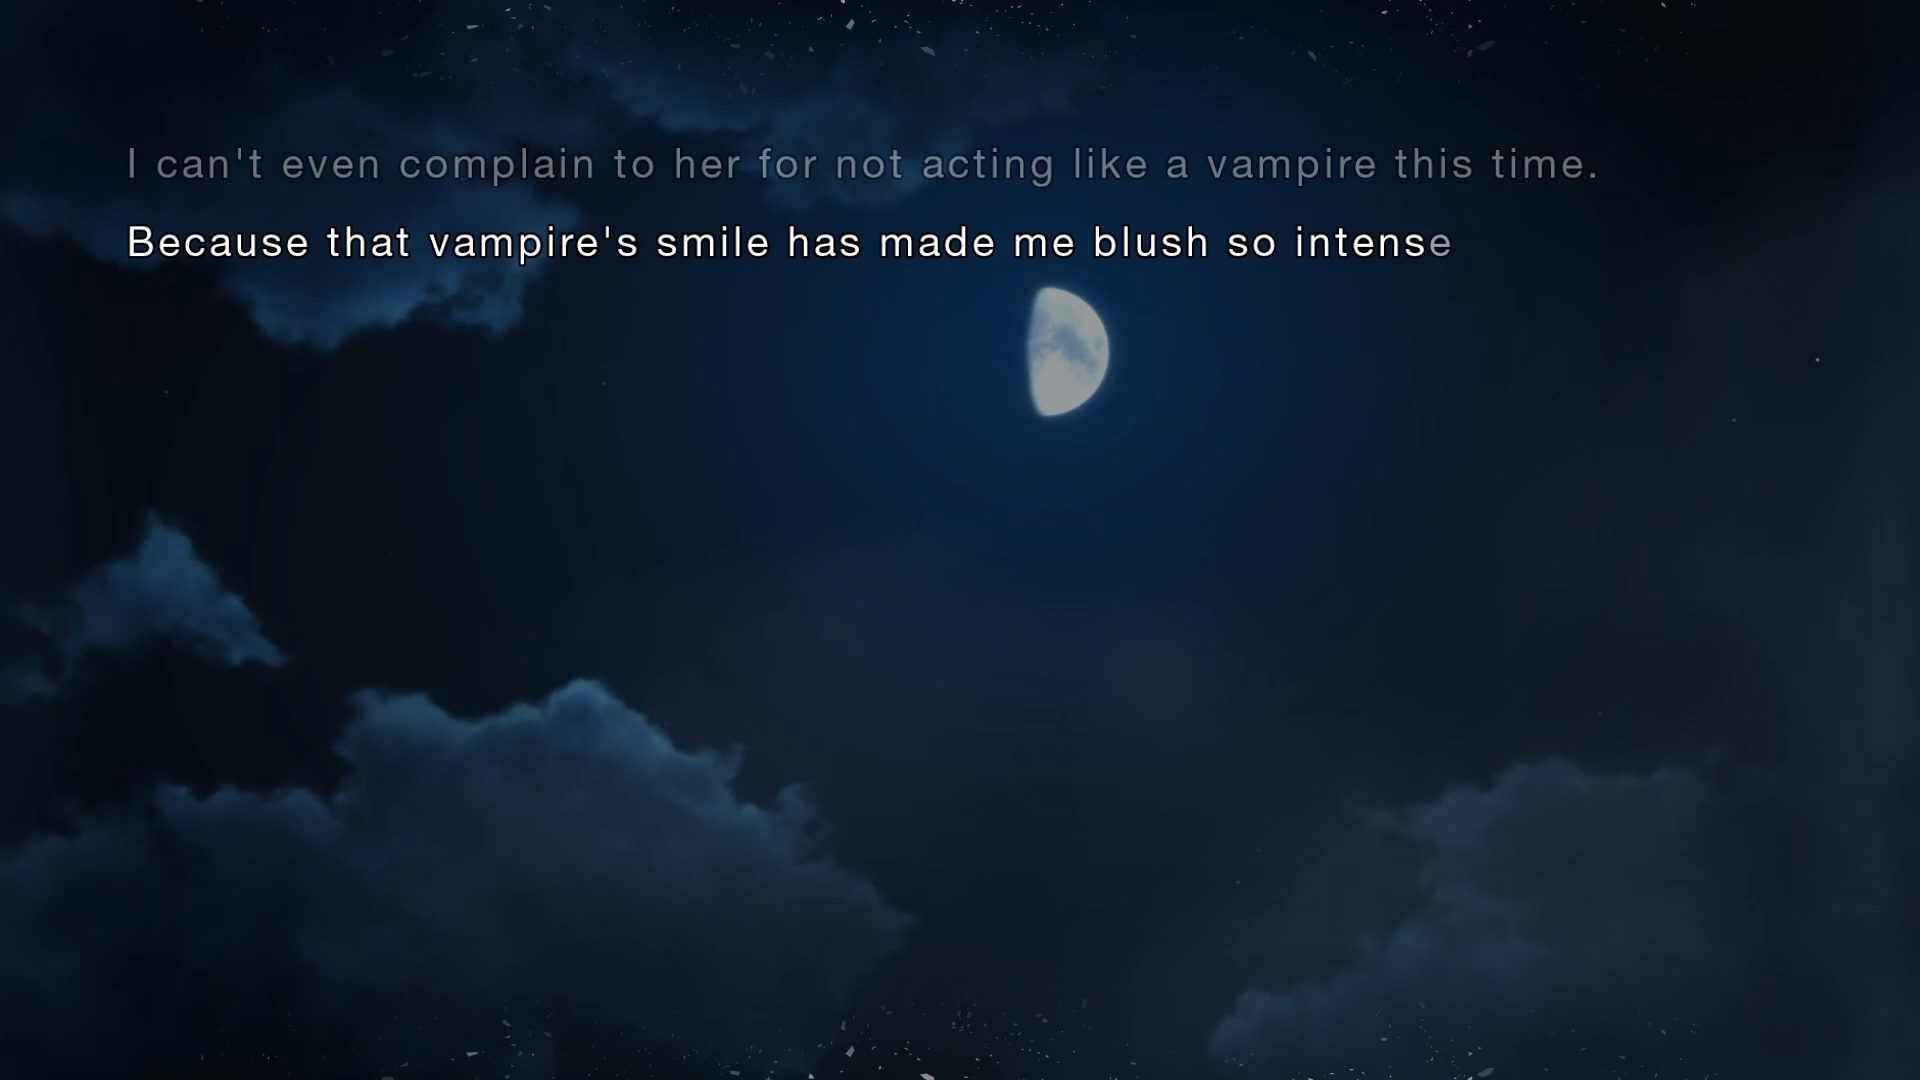 I can't even complain to her for not acting like a vampire this time.
Because that vampire's smile has made me blush so intense